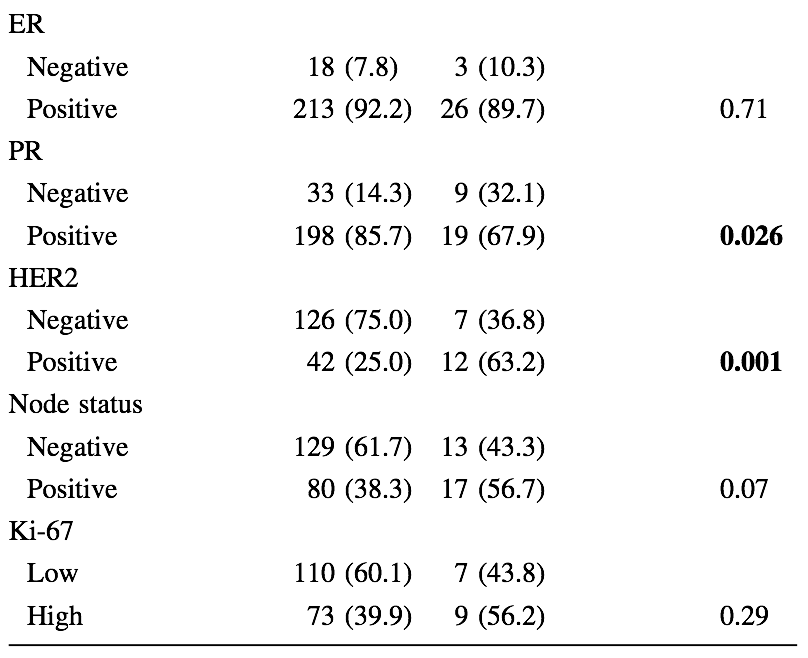 ER
Negative 18 (7.8) 3 (10.3)
Positive 213 (92.2) 26 (89.7) 0.71
PR
Negative 33 (14.3) 9 (32.1)
Positive 198 (85.7) 19 (67.9) 0.026
HER2
Negative 126 (75.0) 7 (36.8)
Positive 42 (25.0) 12 (63.2) 0.001
Node status
Negative 129 (61.7) 13 (43.3)
Positive 80 (38.3) 17 (56.7) 0.07
Ki-67
Low 110 (60.1) 7 (43.8)
High 73 (39.9) 9 (56.2) 0.29